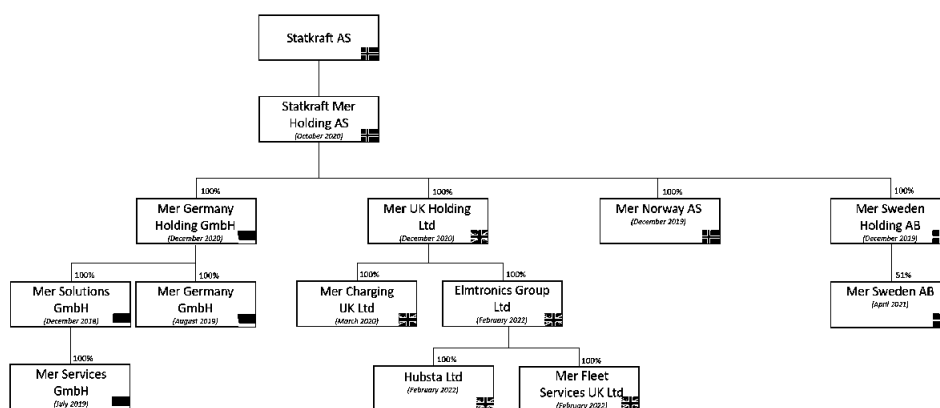 Statkraft AS
Statkraft Mer
Holding AS
(October 2020)
100%
100%
100%
100%
Mer Germany
Holding GmbH
(December 2020)
Mer UK Holding
Ltd
(December 2020)
Mer Norway AS
(December 2019)
Mer Sweden
Holding AB
(December 2019)
100%
100%
100%
100%
51%
Mer Solutions
GmbH
(December 2018)
Mer Germany
GmbH
(August 2019)
Mer Charging
UK Ltd
(March 2020)
Elmtronics Group
Ltd
(February 2022)
Mer Sweden AB
(April 2021)
100%
100%
100%
Mer Services
GmbH
(July 2019)
Hubsta Ltd
(February 2022)
Mer Fleet
Services UK Ltd
(February 2022)